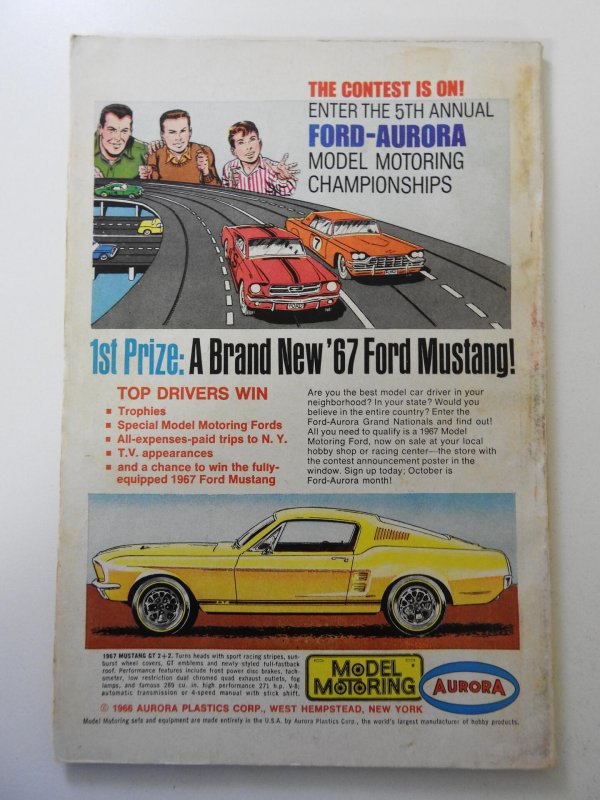 THE CONTEST IS ON!
ENTER THE 5TH ANNUAL
FORD-AURORA
MODEL MOTORING
CHAMPIONSHIPS
7
1st Prize: A Brand New '67 Ford Mustang!
TOP DRIVERS WIN
■ Trophies
■ Special Model Motoring Fords
■ All-expenses-paid trips to N. Y.
■ T.V. appearances
■ and a chance to win the fully-
equipped 1967 Ford Mustang
Are you the best model car driver in your
neighborhood? In your state? Would you
believe in the entire country? Enter the
Ford-Aurora Grand Nationals and find out!
All you need to qualify is a 1967 Model
Motoring Ford, now on sale at your local
hobby shop or racing center—the store with
the contest announcement poster in the
window. Sign up today; October is
Ford-Aurora month!
1967 MUSTANG GT 2+2. Turns heads with sport racing stripes, sun-
burst wheel covers, GT emblems and newly styled full-fastback
roof. Performance features include front power disc brakes, tach-
ometer, low restriction dual chromed quad exhaust outlets, fog
lamps, and famous 289 cu. in. high performance 271 h.p. V-8;
automatic transmission or 4-speed manual with stick shift.
MODEL
MOTORING
AURORA
© 1966 AURORA PLASTICS CORP., WEST HEMPSTEAD, NEW YORK
Model Motoring sets and equipment are made entirely in the U.S.A. by Aurora Plastics Corp., the world's largest manufacturer of hobby products.